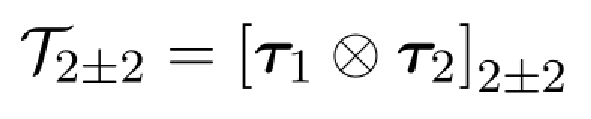 𝒯₂±₂ = [𝝉₁ ⊗ 𝝉₂]₂±₂